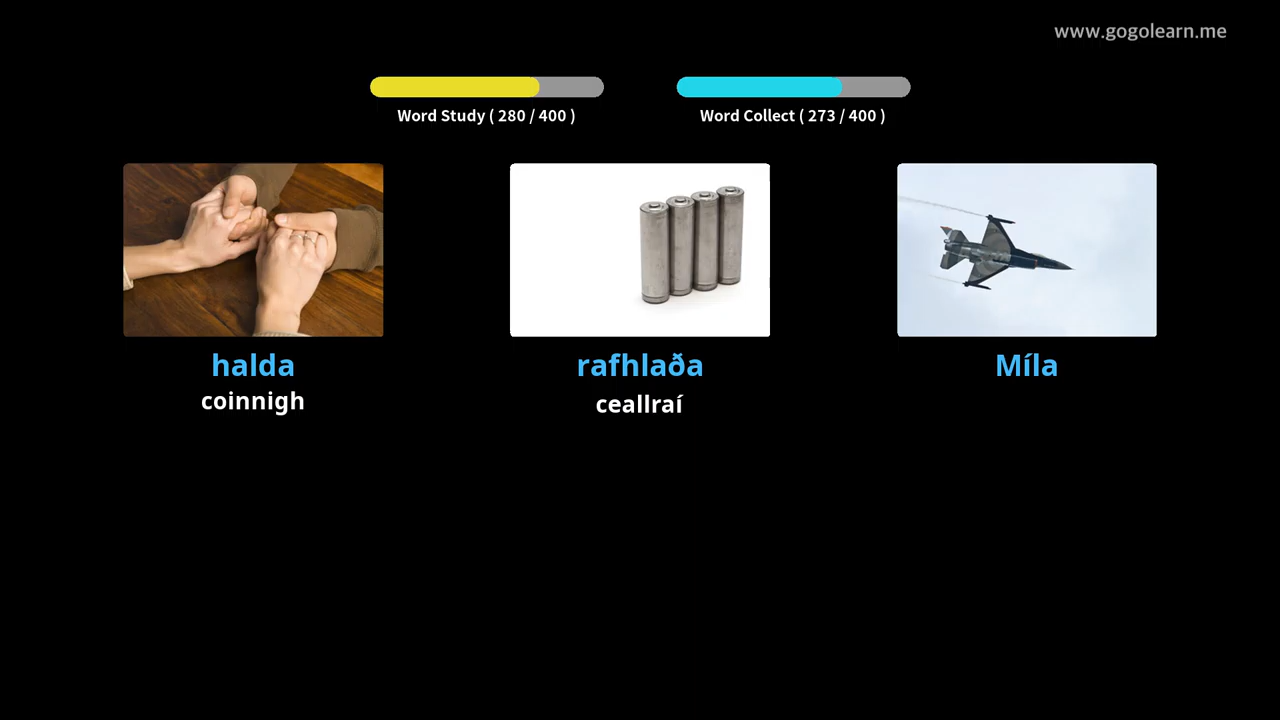 www.gogolearn.me
Word Study ( 280 / 400 )
Word Collect ( 273 / 400 )
halda
coinnigh
rafhlaða
ceallraí
Míla